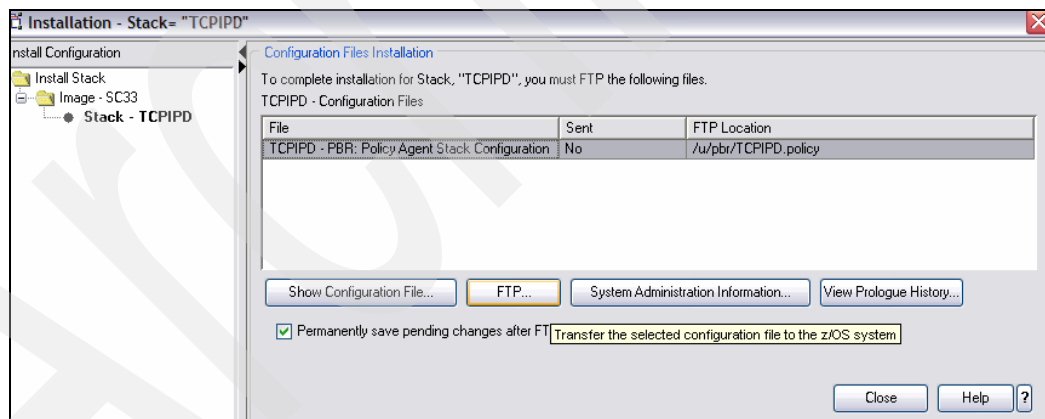 Installation - Stack= "TCPIPD"
nstall Configuration
Install Stack
Image - SC33
Stack - TCPIPD
Configuration Files Installation
To complete installation for Stack, "TCPIPD", you must FTP the following files.
TCPIPD - Configuration Files
File Sent FTP Location
TCPIPD - PBR: Policy Agent Stack Configuration No /u/pbr/TCPIPD.policy
Show Configuration File... FTP... System Administration Information... View Prologue History...
Permanently save pending changes after FT
Transfer the selected configuration file to the z/OS system
Close Help ?